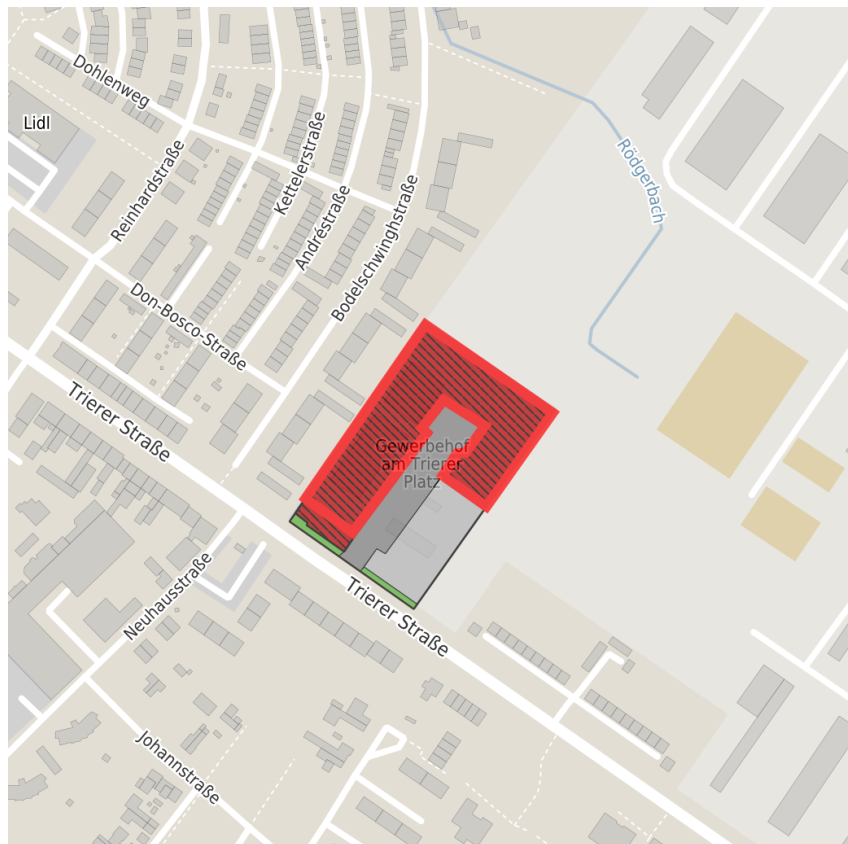 Dohlenweg
Lidl
Reinhardstraße
Kettelerstraße
Andréstraße
Bodelschwinghstraße
Rödgerbach
Don-Bosco-Straße
Trierer Straße
Gewerbehof
am Trierer
Platz
Neuhausstraße
Trierer Straße
Johannstraße